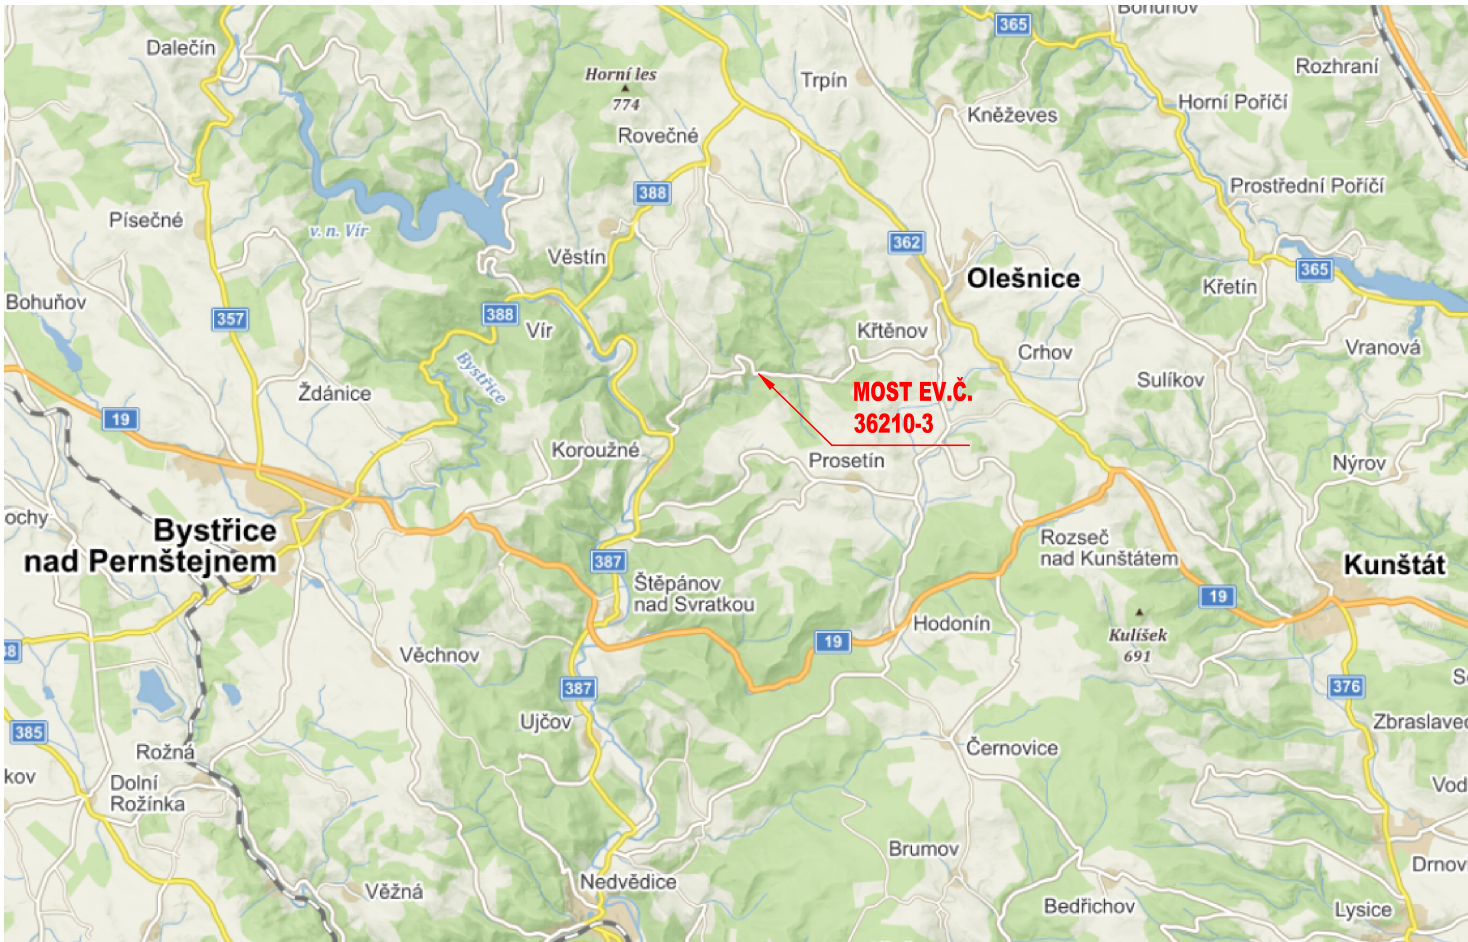 Bohuňov
365
Dalečín
Rozhraní
Horní les
774
Trpín
Horní Poříčí
Kněževes
Rovečné
Prostřední Poříčí
388
Písečné
v. n. Vír
362
Věstín
Olešnice
365
Křetín
Bohuňov
357
388
Vír
Křtěnov
Vranová
Crhov
Bystřice
Sulíkov
Ždánice
MOST EV.Č.
36210-3
19
Koroužné
Prosetín
Nýrov
ochy
Bystřice
nad Pernštejnem
Rozseč
nad Kunštátem
387
Kunštát
Štěpánov
nad Svratkou
19
Hodonín
19
Kulíšek
691
38
Věchnov
387
376
Ujčov
Zbraslavec
385
Rožná
Černovice
kov
Dolní
Rožínka
Vod
Brumov
Drnov
Věžná
Nedvědice
Bedřichov
Lysice